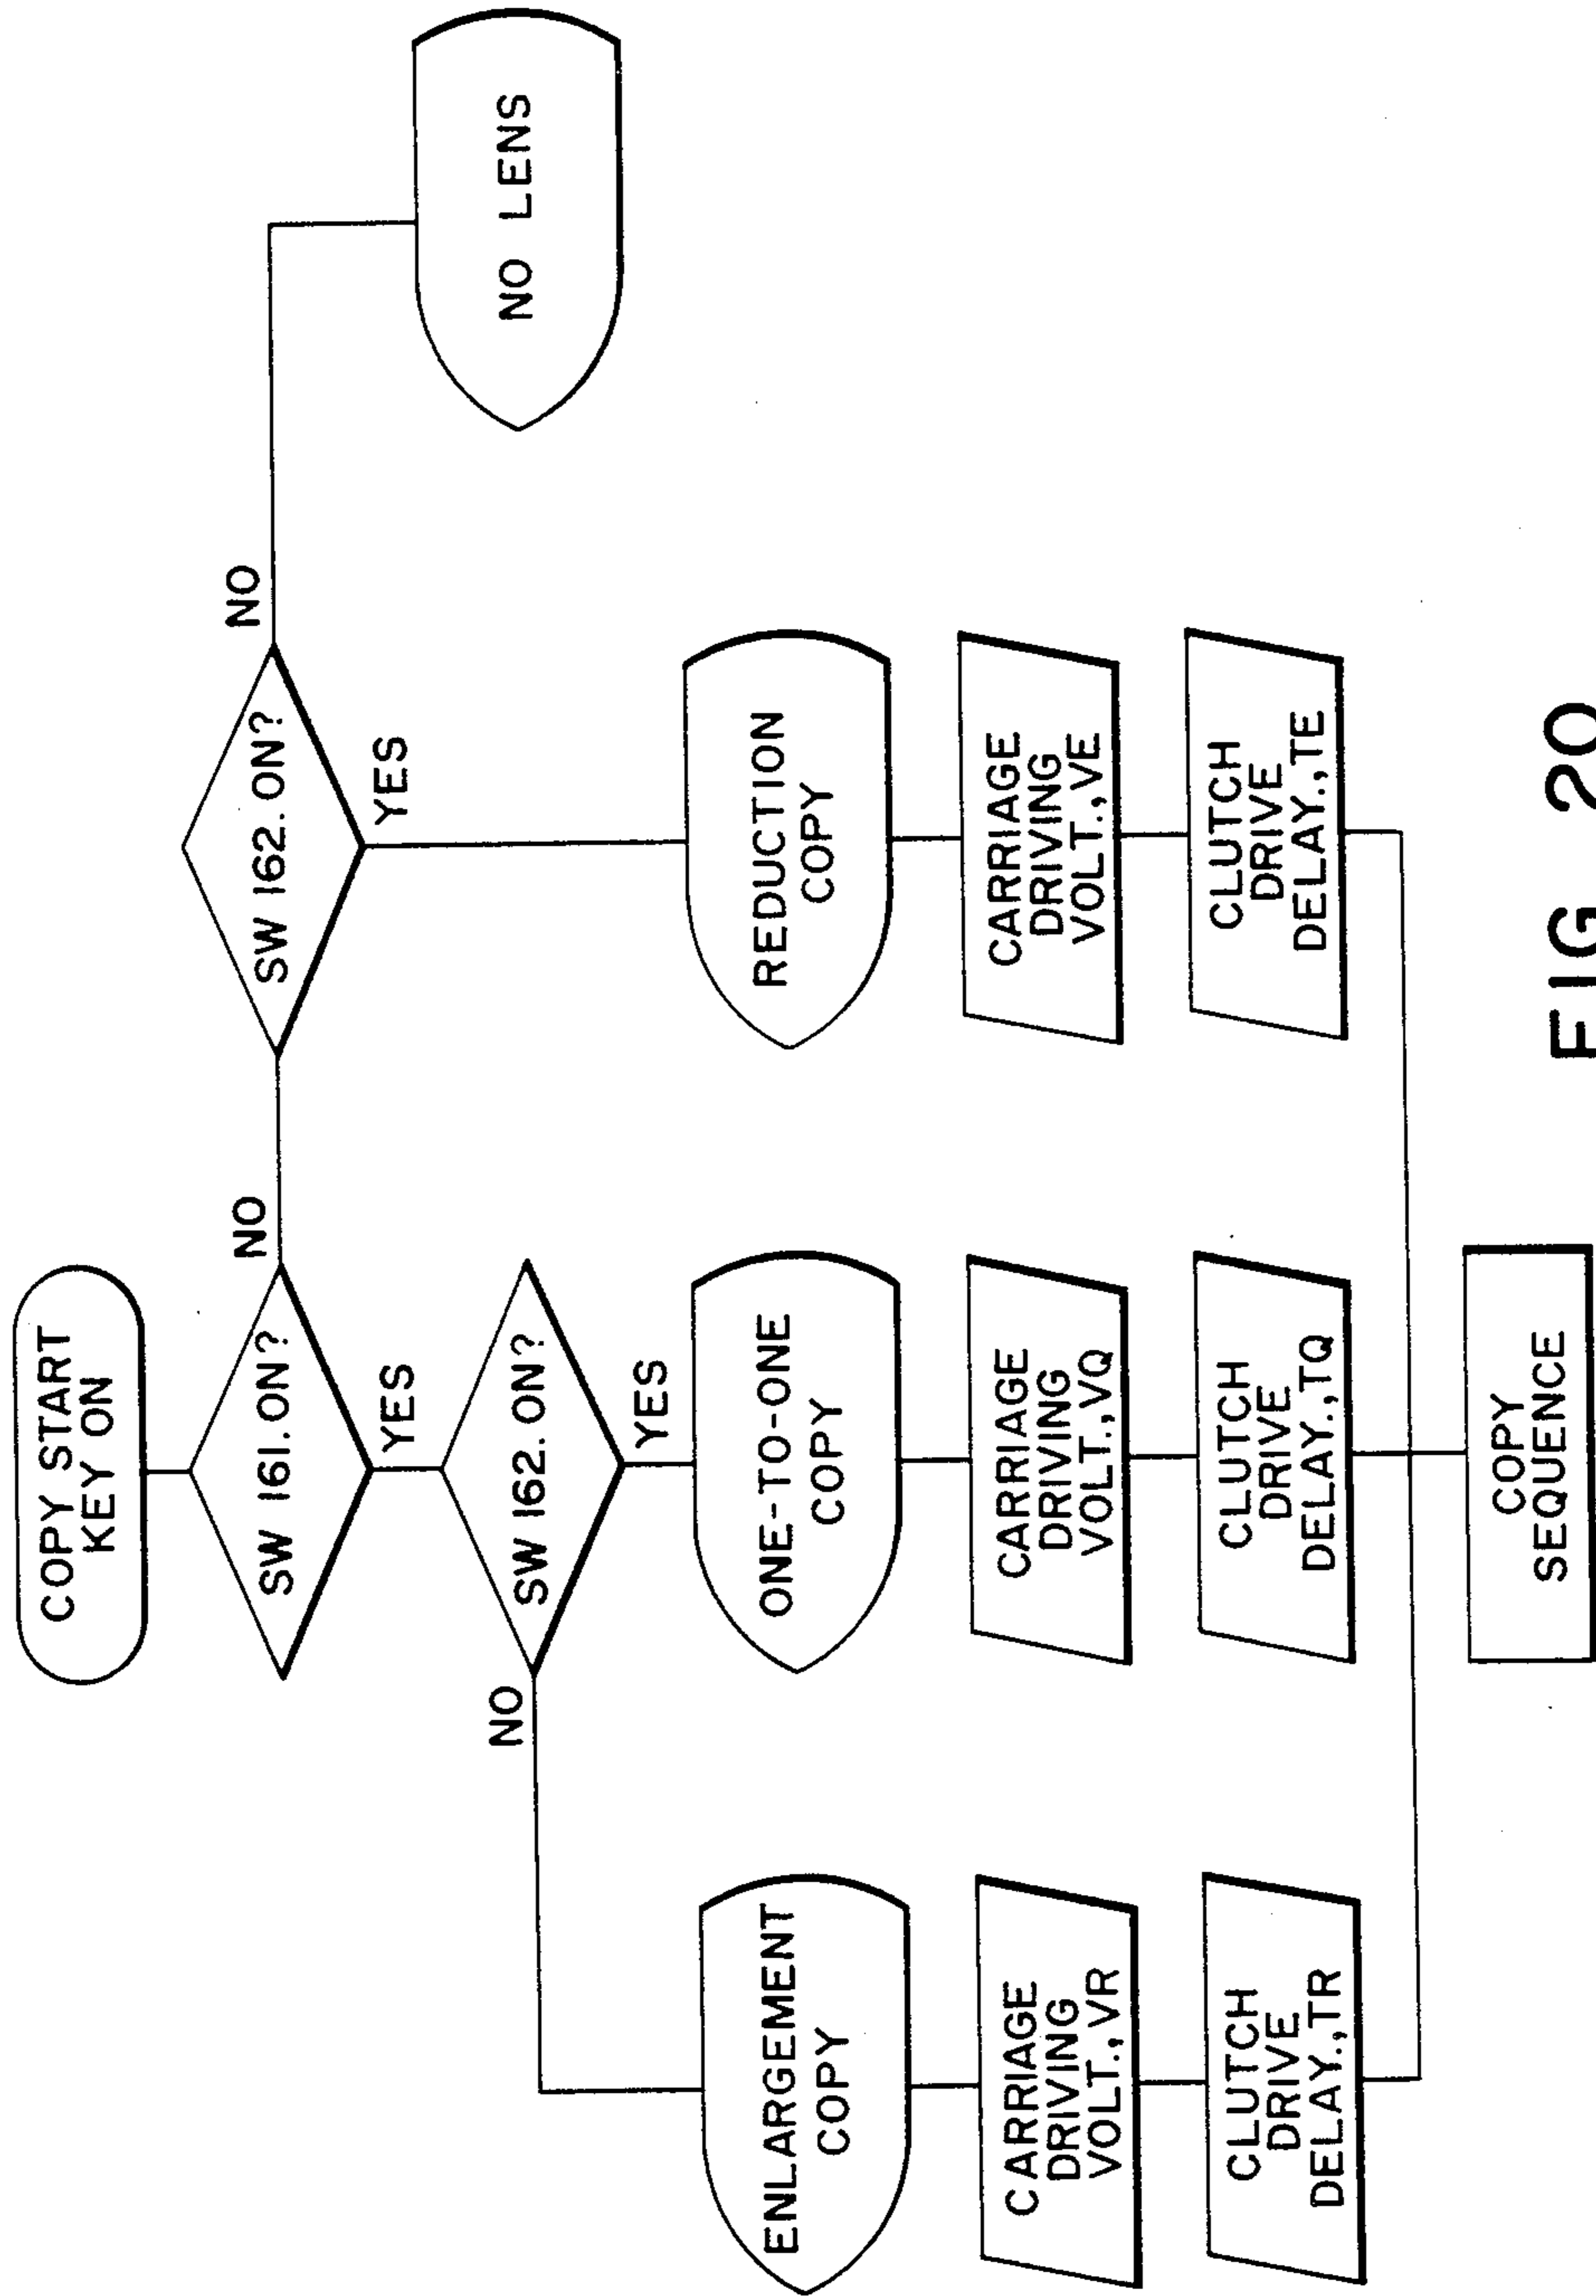 COPY START
KEY ON
SW 161. ON?
NO
YES
SW 162. ON?
NO
YES
NO LENS
SW 162. ON?
NO
YES
ENLARGEMENT
COPY
ONE-TO-ONE
COPY
REDUCTION
COPY
CARRIAGE
DRIVING
VOLT.,VR
CARRIAGE
DRIVING
VOLT.,VQ
CARRIAGE
DRIVING
VOLT.,VE
CLUTCH
DRIVE
DELAY.,TR
CLUTCH
DRIVE
DELAY.,TQ
CLUTCH
DRIVE
DELAY.,TE
COPY
SEQUENCE
FIG 20